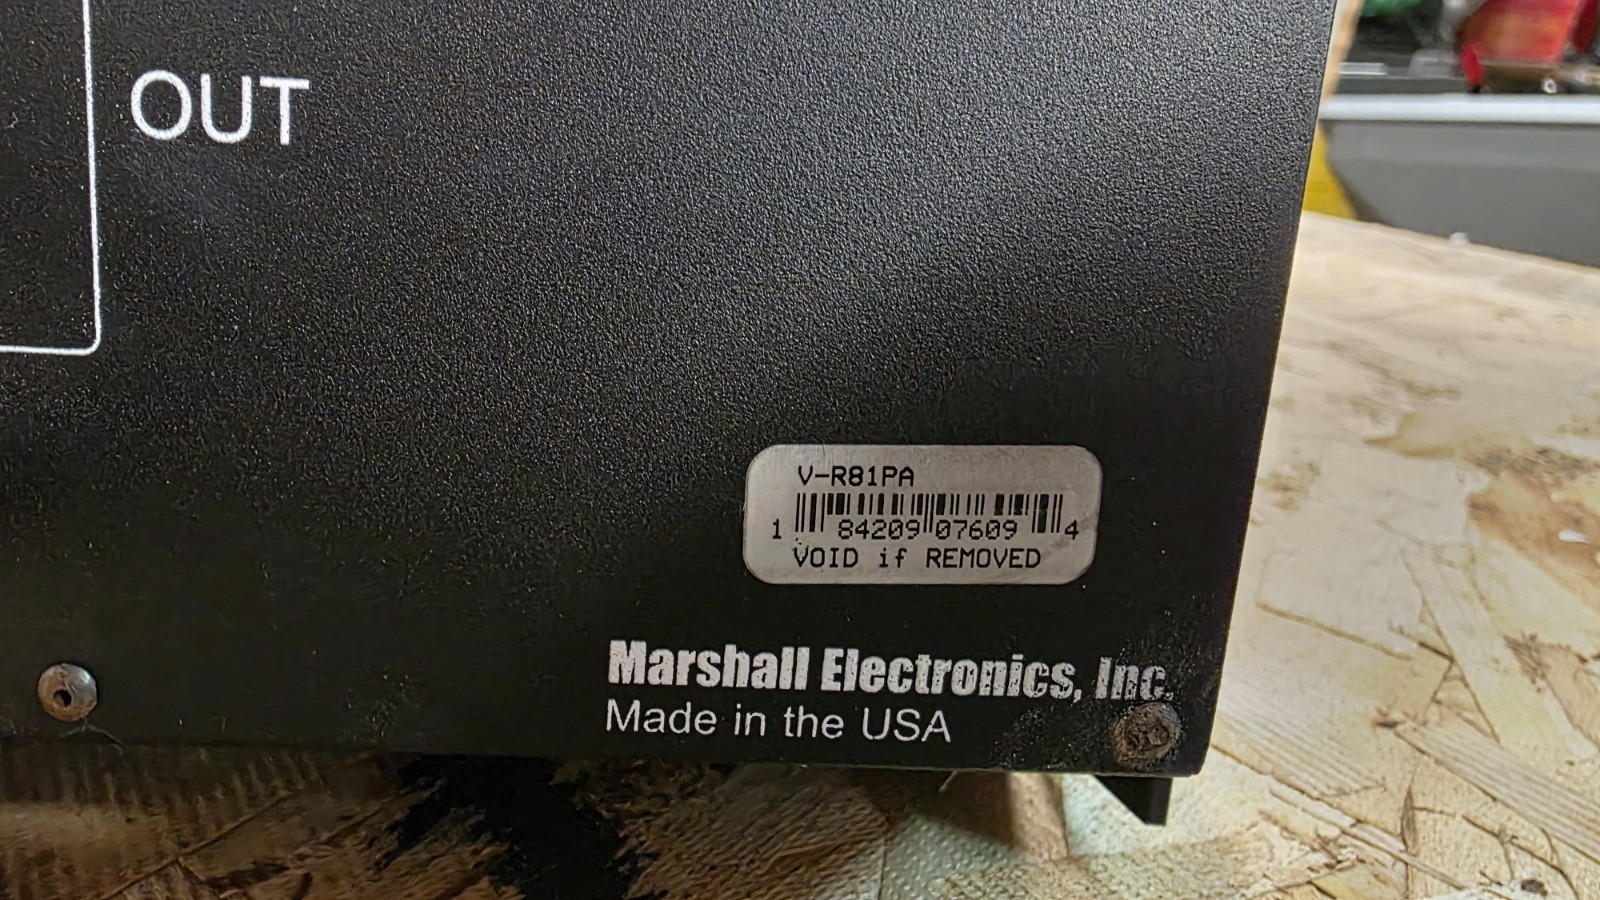 OUT
V-R81PA
1 84209 07609 4
VOID if REMOVED
Marshall Electronics, Inc.
Made in the USA